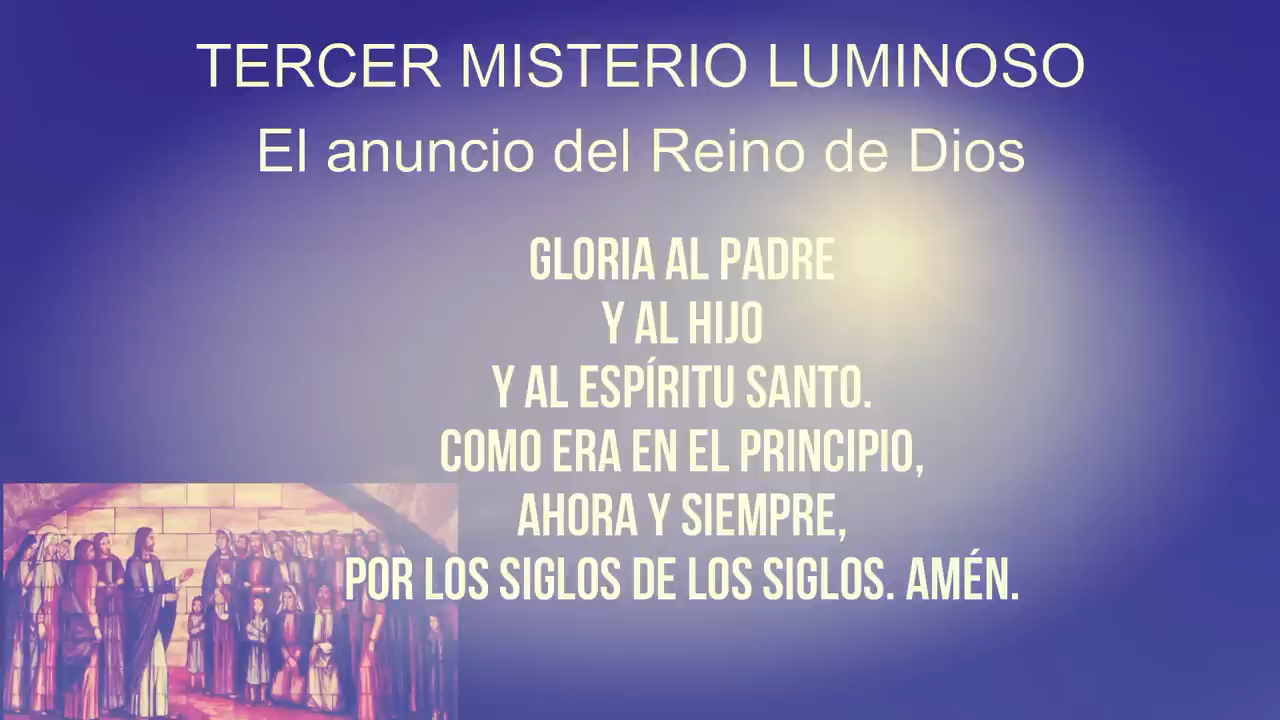 TERCER MISTERIO LUMINOSO
El anuncio del Reino de Dios
GLORIA AL PADRE
Y AL HIJO
Y AL ESPÍRITU SANTO.
COMO ERA EN EL PRINCIPIO,
AHORA Y SIEMPRE,
POR LOS SIGLOS DE LOS SIGLOS. AMÉN.